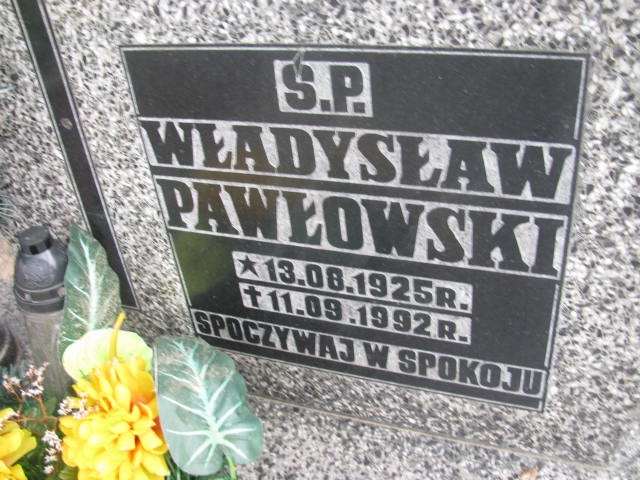 Ś.P.
WŁADYSŁAW
PAWŁOWSKI
★13.08.1925R.
✝11.09.1992R.
SPOCZYWAJ W SPOKOJU